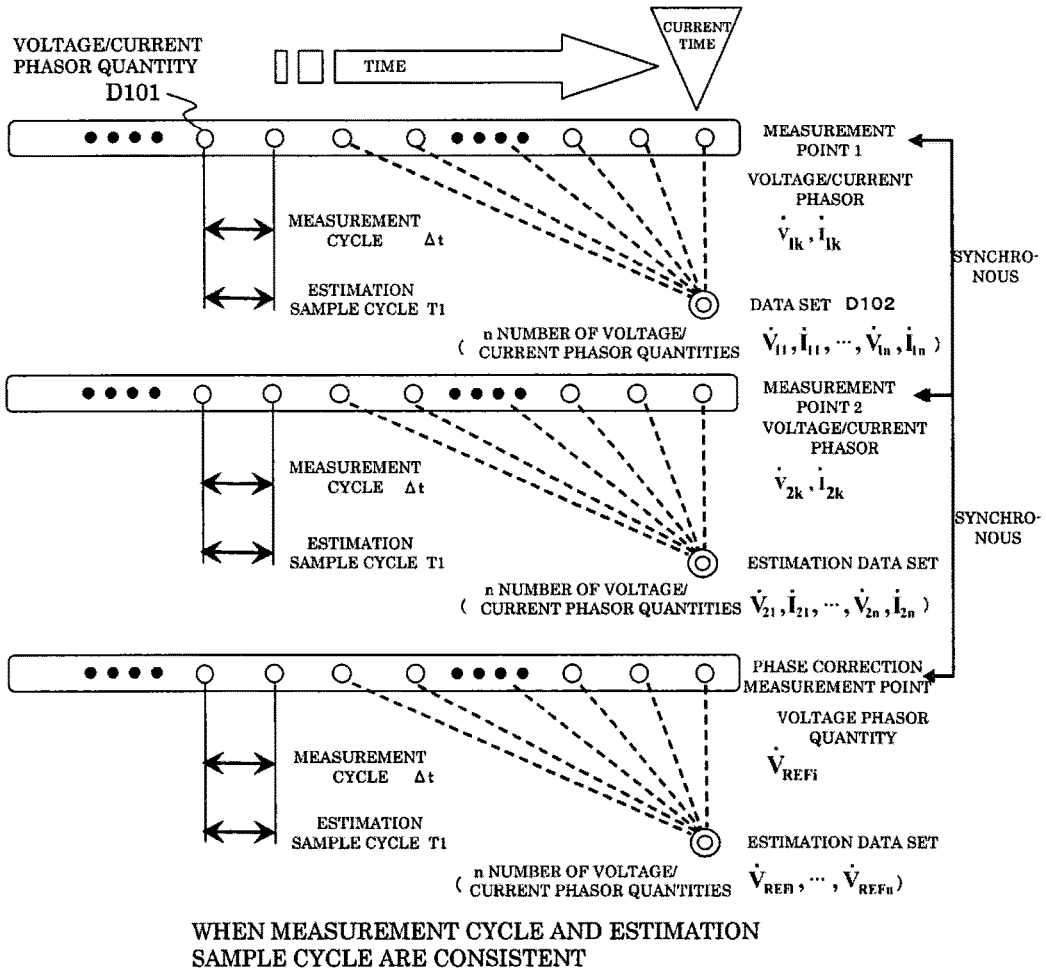 VOLTAGE/CURRENT
PHASOR QUANTITY
D101
TIME
CURRENT
TIME
MEASUREMENT
POINT 1
VOLTAGE/CURRENT
PHASOR
V̇1k , İ1k
MEASUREMENT
CYCLE Δt
ESTIMATION
SAMPLE CYCLE T1
SYNCHRO-
NOUS
DATA SET D102
n NUMBER OF VOLTAGE/
( CURRENT PHASOR QUANTITIES V̇11, İ11, ···, V̇1n, İ1n )
MEASUREMENT
POINT 2
VOLTAGE/CURRENT
PHASOR
V̇2k , İ2k
MEASUREMENT
CYCLE Δt
ESTIMATION
SAMPLE CYCLE T1
SYNCHRO-
NOUS
ESTIMATION DATA SET
n NUMBER OF VOLTAGE/
( CURRENT PHASOR QUANTITIES V̇21, İ21, ···, V̇2n, İ2n )
PHASE CORRECTION
MEASUREMENT POINT
VOLTAGE PHASOR
QUANTITY
V̇REFi
MEASUREMENT
CYCLE Δt
ESTIMATION
SAMPLE CYCLE T1
ESTIMATION DATA SET
n NUMBER OF VOLTAGE/
( CURRENT PHASOR QUANTITIES V̇REF1, ···, V̇REFn )
WHEN MEASUREMENT CYCLE AND ESTIMATION
SAMPLE CYCLE ARE CONSISTENT